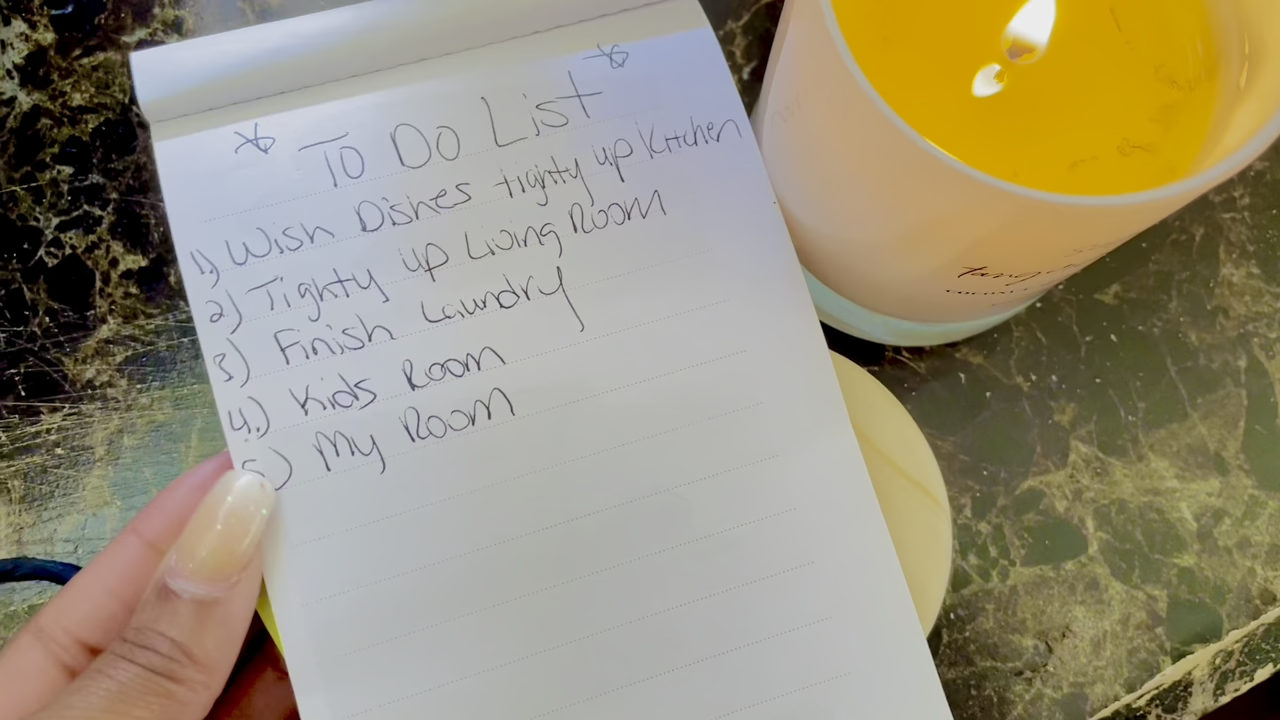 To Do List
1) Wish Dishes tighty up Kitchen
2) Tighty up Living Room
3) Finish Laundry
4.) Kids Room
5) My Room